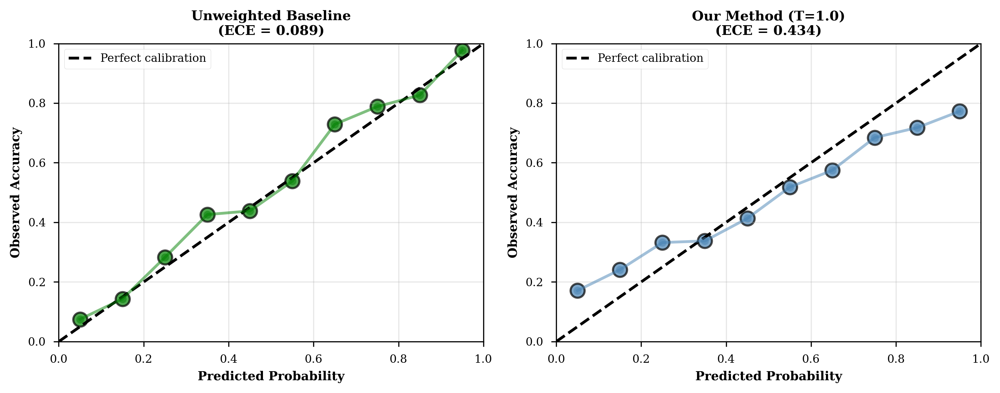 Unweighted Baseline
(ECE = 0.089)
Perfect calibration
1.0
0.8
0.6
0.4
0.2
0.0
Observed Accuracy
0.0 0.2 0.4 0.6 0.8 1.0
Predicted Probability
Our Method (T=1.0)
(ECE = 0.434)
Perfect calibration
1.0
0.8
0.6
0.4
0.2
0.0
Observed Accuracy
0.0 0.2 0.4 0.6 0.8 1.0
Predicted Probability